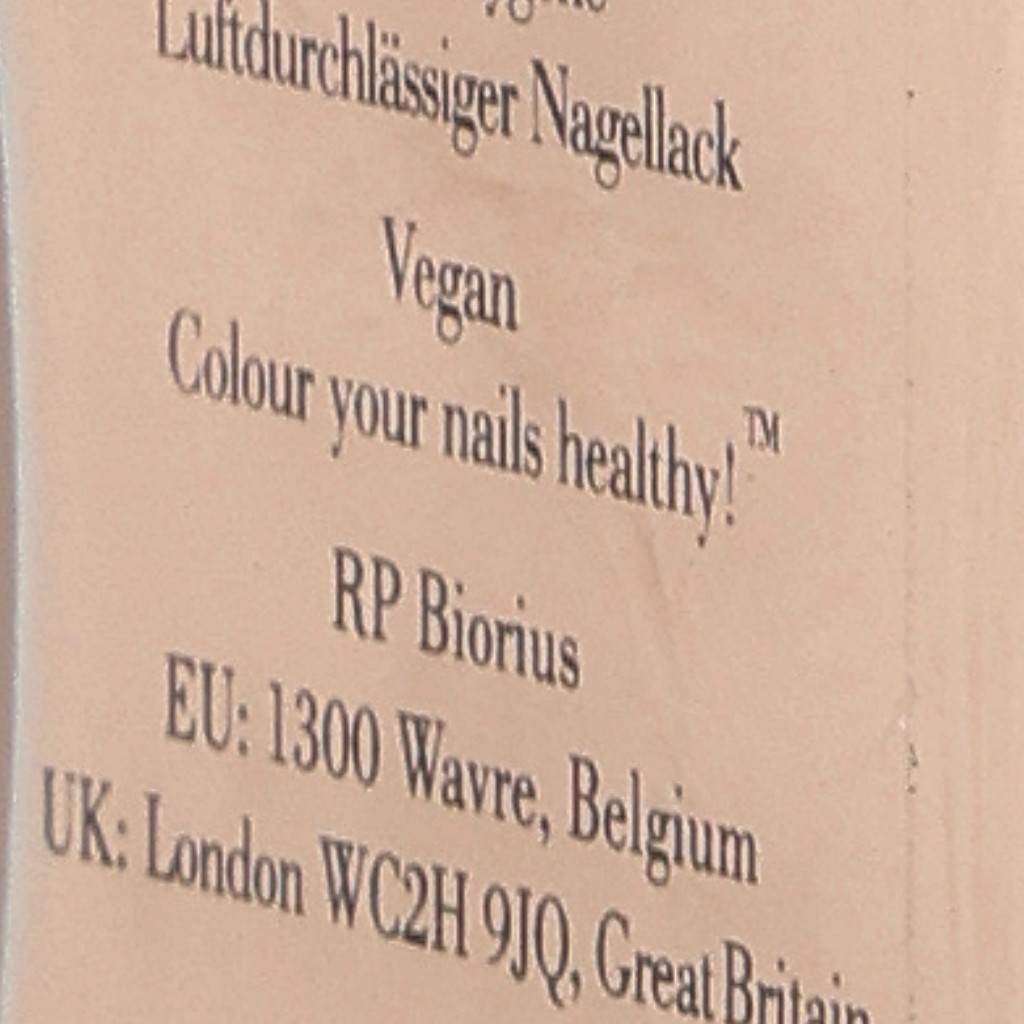 Luftdurchlässiger Nagellack
Vegan
Colour your nails healthy!™
RP Biorius
EU: 1300 Wavre, Belgium
UK: London WC2H 9JQ, Great Britain